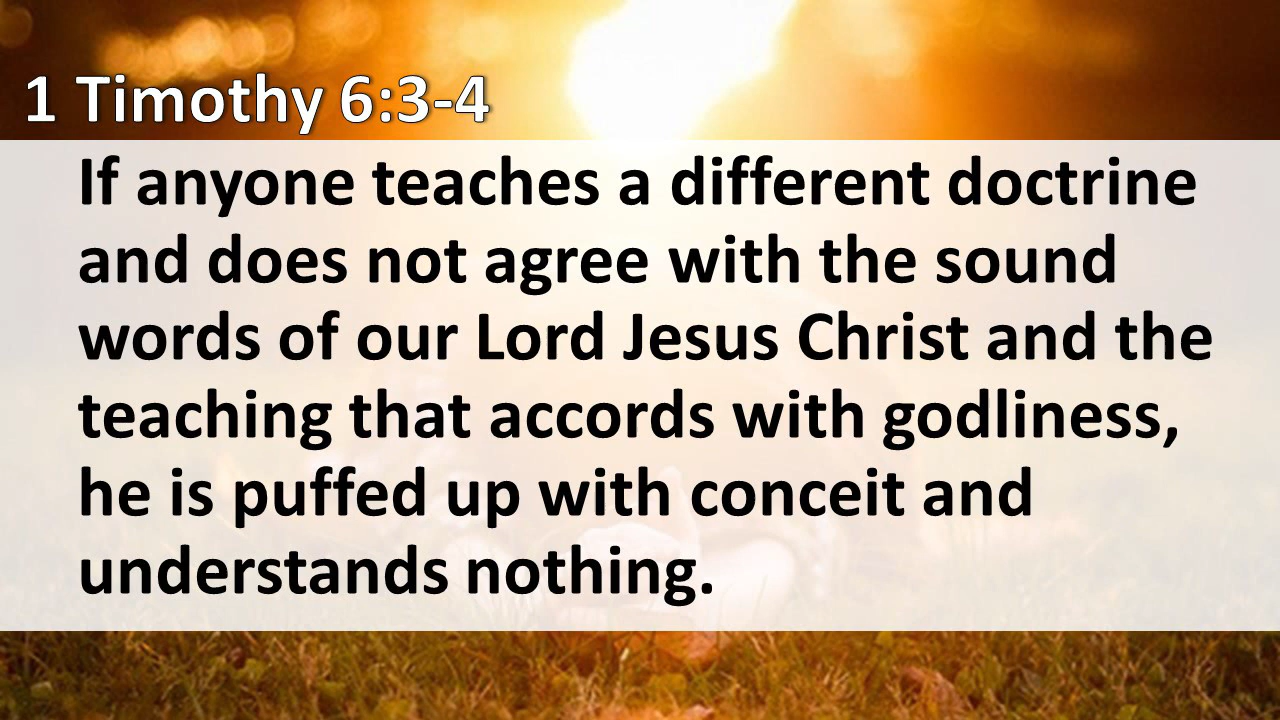 1 Timothy 6:3-4
If anyone teaches a different doctrine
and does not agree with the sound
words of our Lord Jesus Christ and the
teaching that accords with godliness,
he is puffed up with conceit and
understands nothing.